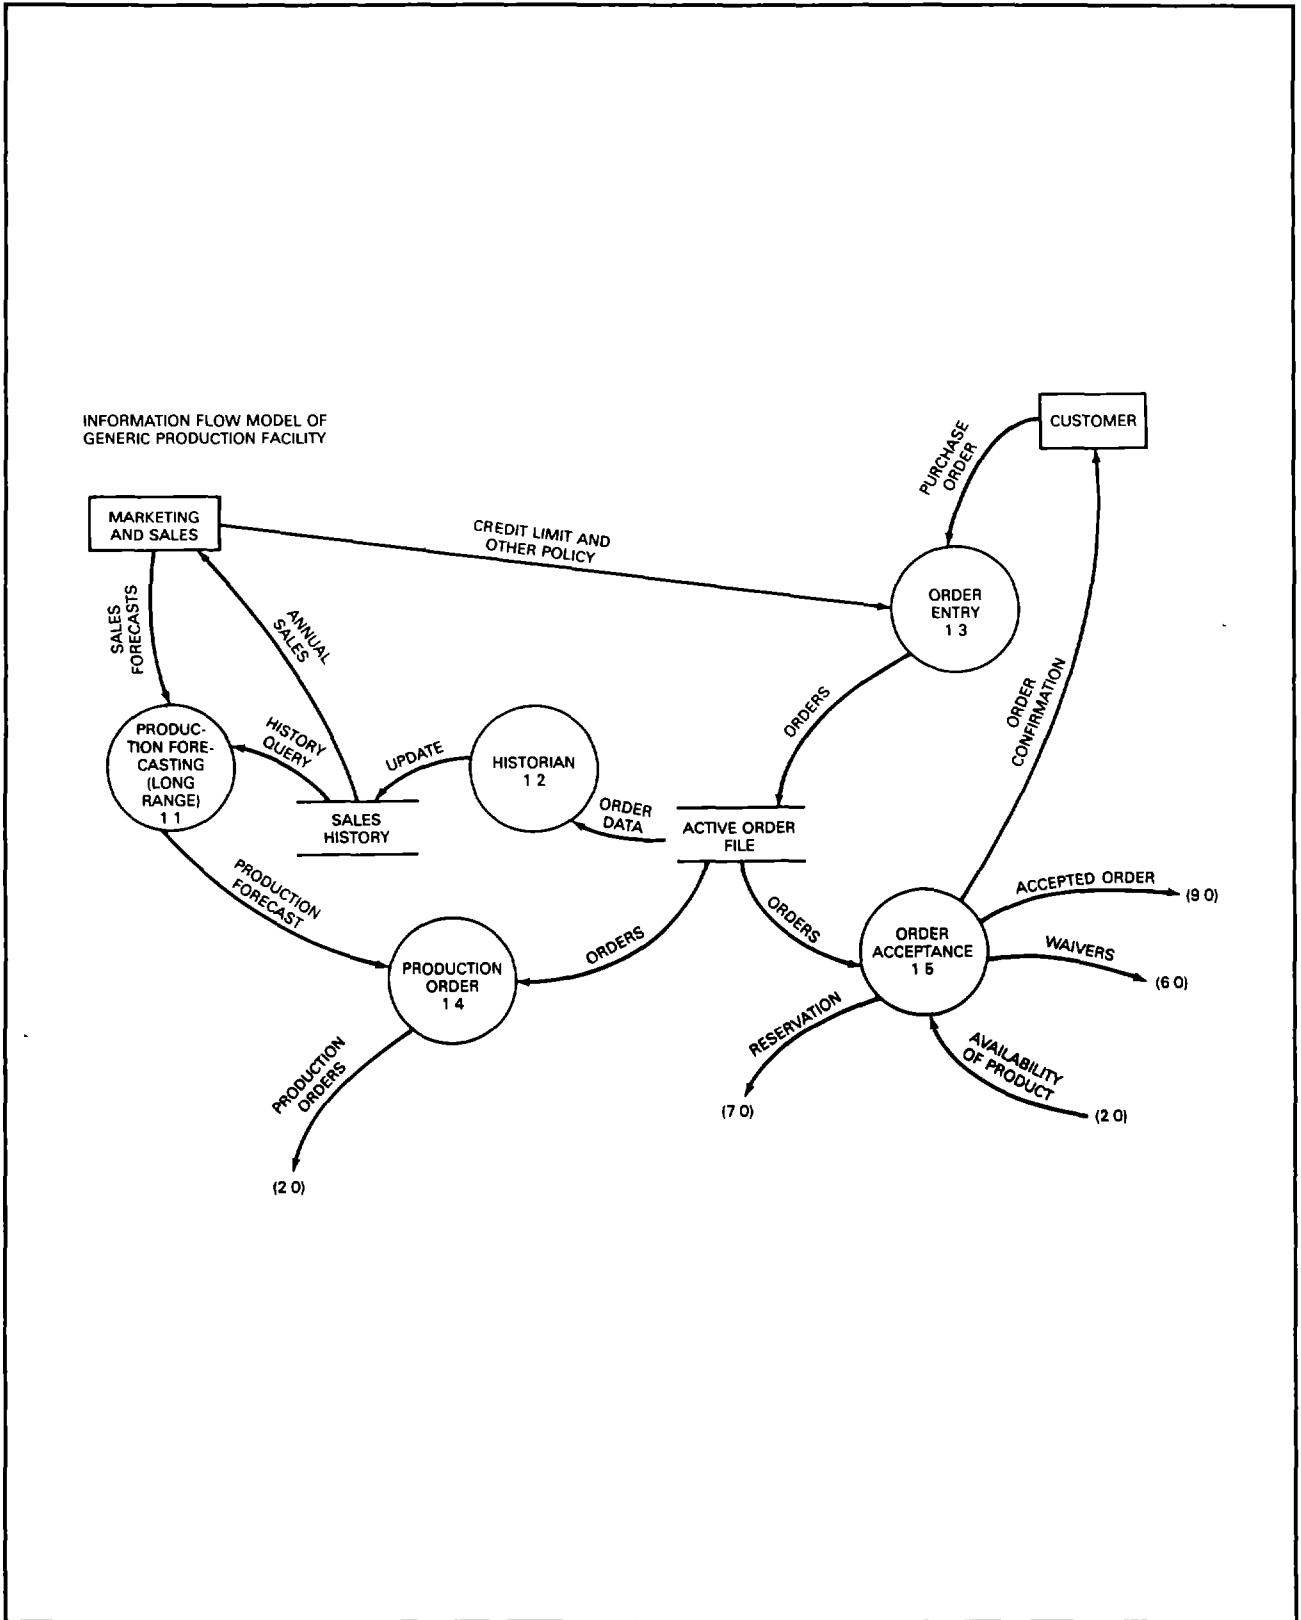 INFORMATION FLOW MODEL OF
GENERIC PRODUCTION FACILITY
CUSTOMER
PURCHASE
ORDER
MARKETING
AND SALES
CREDIT LIMIT AND
OTHER POLICY
ORDER
ENTRY
1 3
SALES
FORECASTS
ANNUAL
SALES
ORDER
CONFIRMATION
ORDERS
PRODUC-
TION FORE-
CASTING
(LONG
RANGE)
1 1
HISTORY
QUERY
UPDATE
HISTORIAN
1 2
SALES
HISTORY
ORDER
DATA
ACTIVE ORDER
FILE
PRODUCTION
FORECAST
ORDERS
ORDERS
ACCEPTED ORDER
(9 0)
ORDER
ACCEPTANCE
1 5
WAIVERS
(6 0)
PRODUCTION
ORDER
1 4
RESERVATION
(7 0)
AVAILABILITY
OF PRODUCT
(2 0)
PRODUCTION
ORDERS
(2 0)